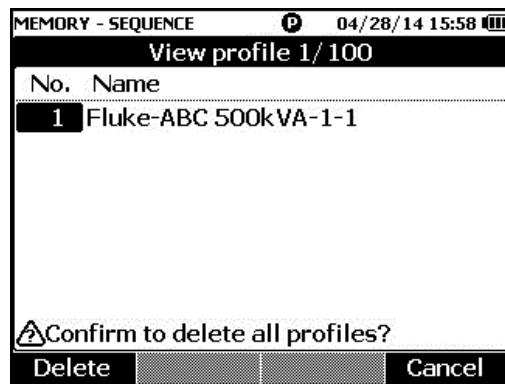 MEMORY - SEQUENCE P 04/28/14 15:58
View profile 1/100
No. Name
1 Fluke-ABC 500kVA-1-1
Confirm to delete all profiles?
Delete Cancel